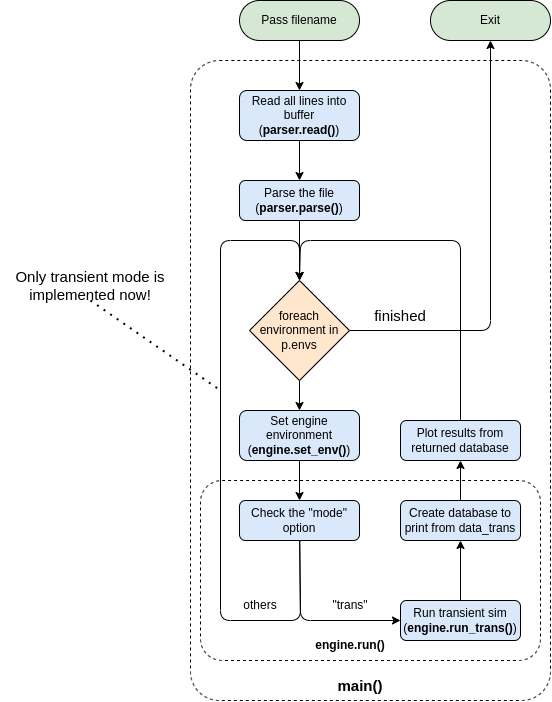 Pass filename
Exit
Read all lines into
buffer
(parser.read())
Parse the file
(parser.parse())
Only transient mode is
implemented now!
foreach
environment in
p.envs
finished
Set engine
environment
(engine.set_env())
Plot results from
returned database
Check the "mode"
option
Create database to
print from data_trans
others
"trans"
Run transient sim
(engine.run_trans())
engine.run()
main()